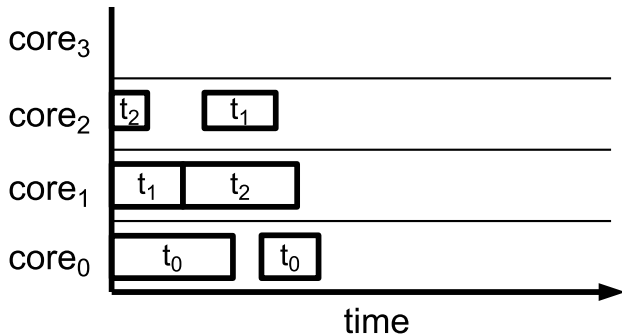 core₃
core₂ t₂ t₁
core₁ t₁ t₂
core₀ t₀ t₀
time